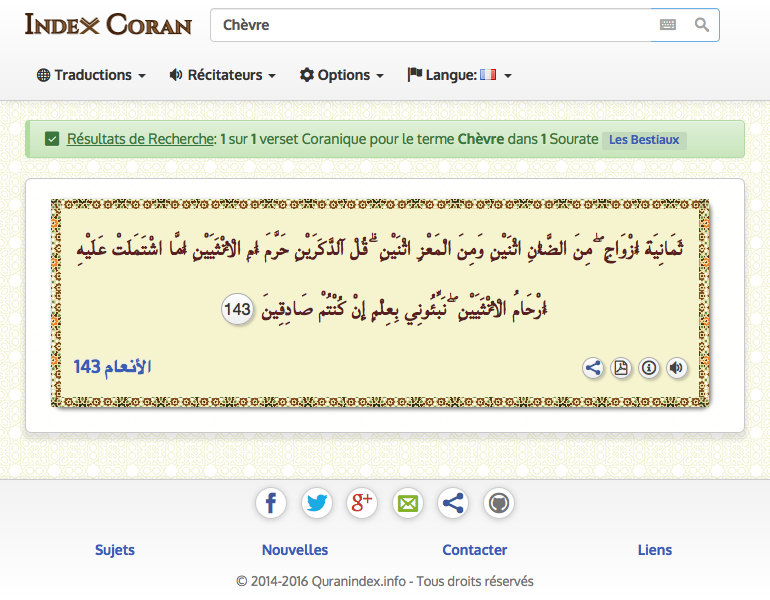 Index Coran
Chèvre
Traductions
Récitateurs
Options
Langue:
Résultats de Recherche: 1 sur 1 verset Coranique pour le terme Chèvre dans 1 Sourate Les Bestiaux
ثَمَانِيَةَ أَزْوَاجٍ ۖ مِنَ الضَّأْنِ اثْنَيْنِ وَمِنَ الْمَعْزِ اثْنَيْنِ ۗ قُلْ آلذَّكَرَيْنِ حَرَّمَ أَمِ الْأُنْثَيَيْنِ أَمَّا اشْتَمَلَتْ عَلَيْهِ
أَرْحَامُ الْأُنْثَيَيْنِ ۖ نَبِّئُونِي بِعِلْمٍ إِنْ كُنْتُمْ صَادِقِينَ 143
الأنعام 143
Sujets
Nouvelles
Contacter
Liens
© 2014-2016 Quranindex.info - Tous droits réservés